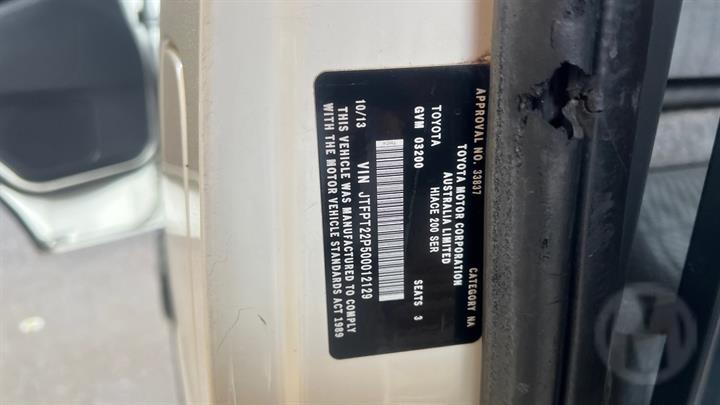 APPROVAL NO. 33837 CATEGORY NA
TOYOTA MOTOR CORPORATION
AUSTRALIA LIMITED
TOYOTA HIACE 200 SER
GVM 03200 SEATS 3
10/13 VIN JTFPT22P500012129
THIS VEHICLE WAS MANUFACTURED TO COMPLY
WITH THE MOTOR VEHICLE STANDARDS ACT 1989